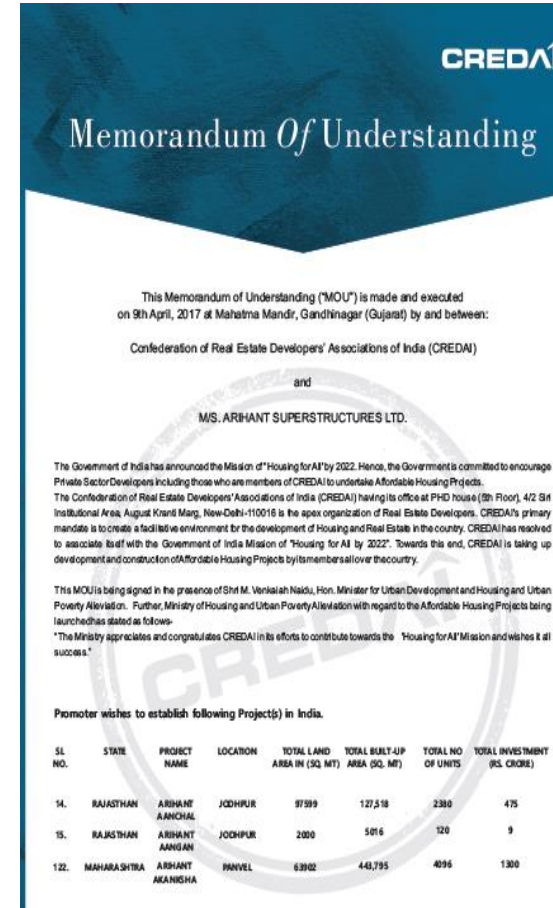 CREDAI
Memorandum Of Understanding
This Memorandum of Understanding ("MOU") is made and executed
on 9th April, 2017 at Mahatma Mandir, Gandhinagar (Gujarat) by and between:
Confederation of Real Estate Developers' Associations of India (CREDAI)
and
M/S. ARIHANT SUPERSTRUCTURES LTD.
The Government of India has announced the Mission of "Housing for All" by 2022. Hence, the Government is committed to encourage
Private Sector Developers including those who are members of CREDAI to undertake Affordable Housing Projects.
The Confederation of Real Estate Developers' Associations of India (CREDAI) having its office at PHD house (5th Floor), 4/2 Siri
Institutional Area, August Kranti Marg, New-Delhi-110016 is the apex organization of Real Estate Developers. CREDAI's primary
mandate is to create a facilitative environment for the development of Housing and Real Estate in the country. CREDAI has resolved
to associate itself with the Government of India Mission of "Housing for All by 2022". Towards this end, CREDAI is taking up
development and construction of Affordable Housing Projects by its members all over the country.
This MOU is being signed in the presence of Shri M. Venkaiah Naidu, Hon. Minister for Urban Development and Housing and Urban
Poverty Alleviation. Further, Ministry of Housing and Urban Poverty Alleviation with regard to the Affordable Housing Projects being
launched has stated as follows-
"The Ministry appreciates and congratulates CREDAI in its efforts to contribute towards the 'Housing for All' Mission and wishes it all
success."
CREDAI
Promoter wishes to establish following Project(s) in India.
SL NO. STATE PROJECT NAME LOCATION TOTAL LAND AREA IN (SQ. MT) TOTAL BUILT-UP AREA (SQ. MT) TOTAL NO OF UNITS TOTAL INVESTMENT (RS. CRORE)
14. RAJASTHAN ARIHANT AANCHAL JODHPUR 97599 127,518 2380 475
15. RAJASTHAN ARIHANT AANGAN JODHPUR 2000 5016 120 9
122. MAHARASHTRA ARIHANT AKANKSHA PANVEL 63902 443,795 4096 1300